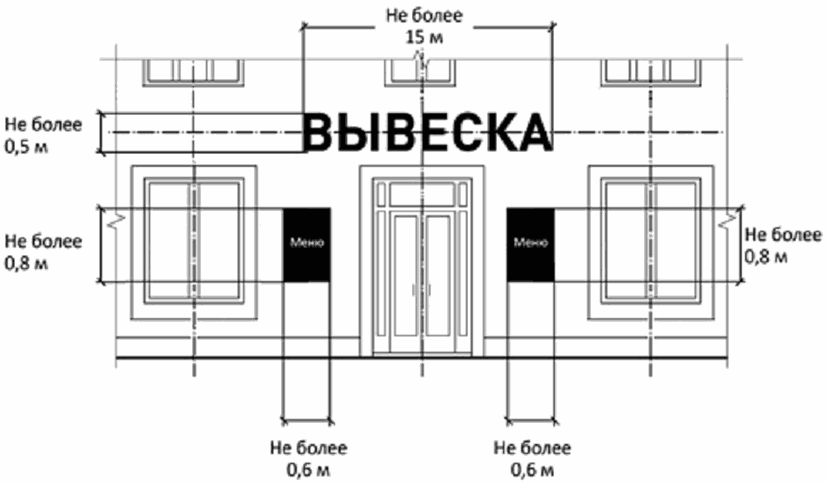 Не более
15 м
Не более
0,5 м
ВЫВЕСКА
Не более
0,8 м
Меню
Меню
Не более
0,8 м
Не более
0,6 м
Не более
0,6 м